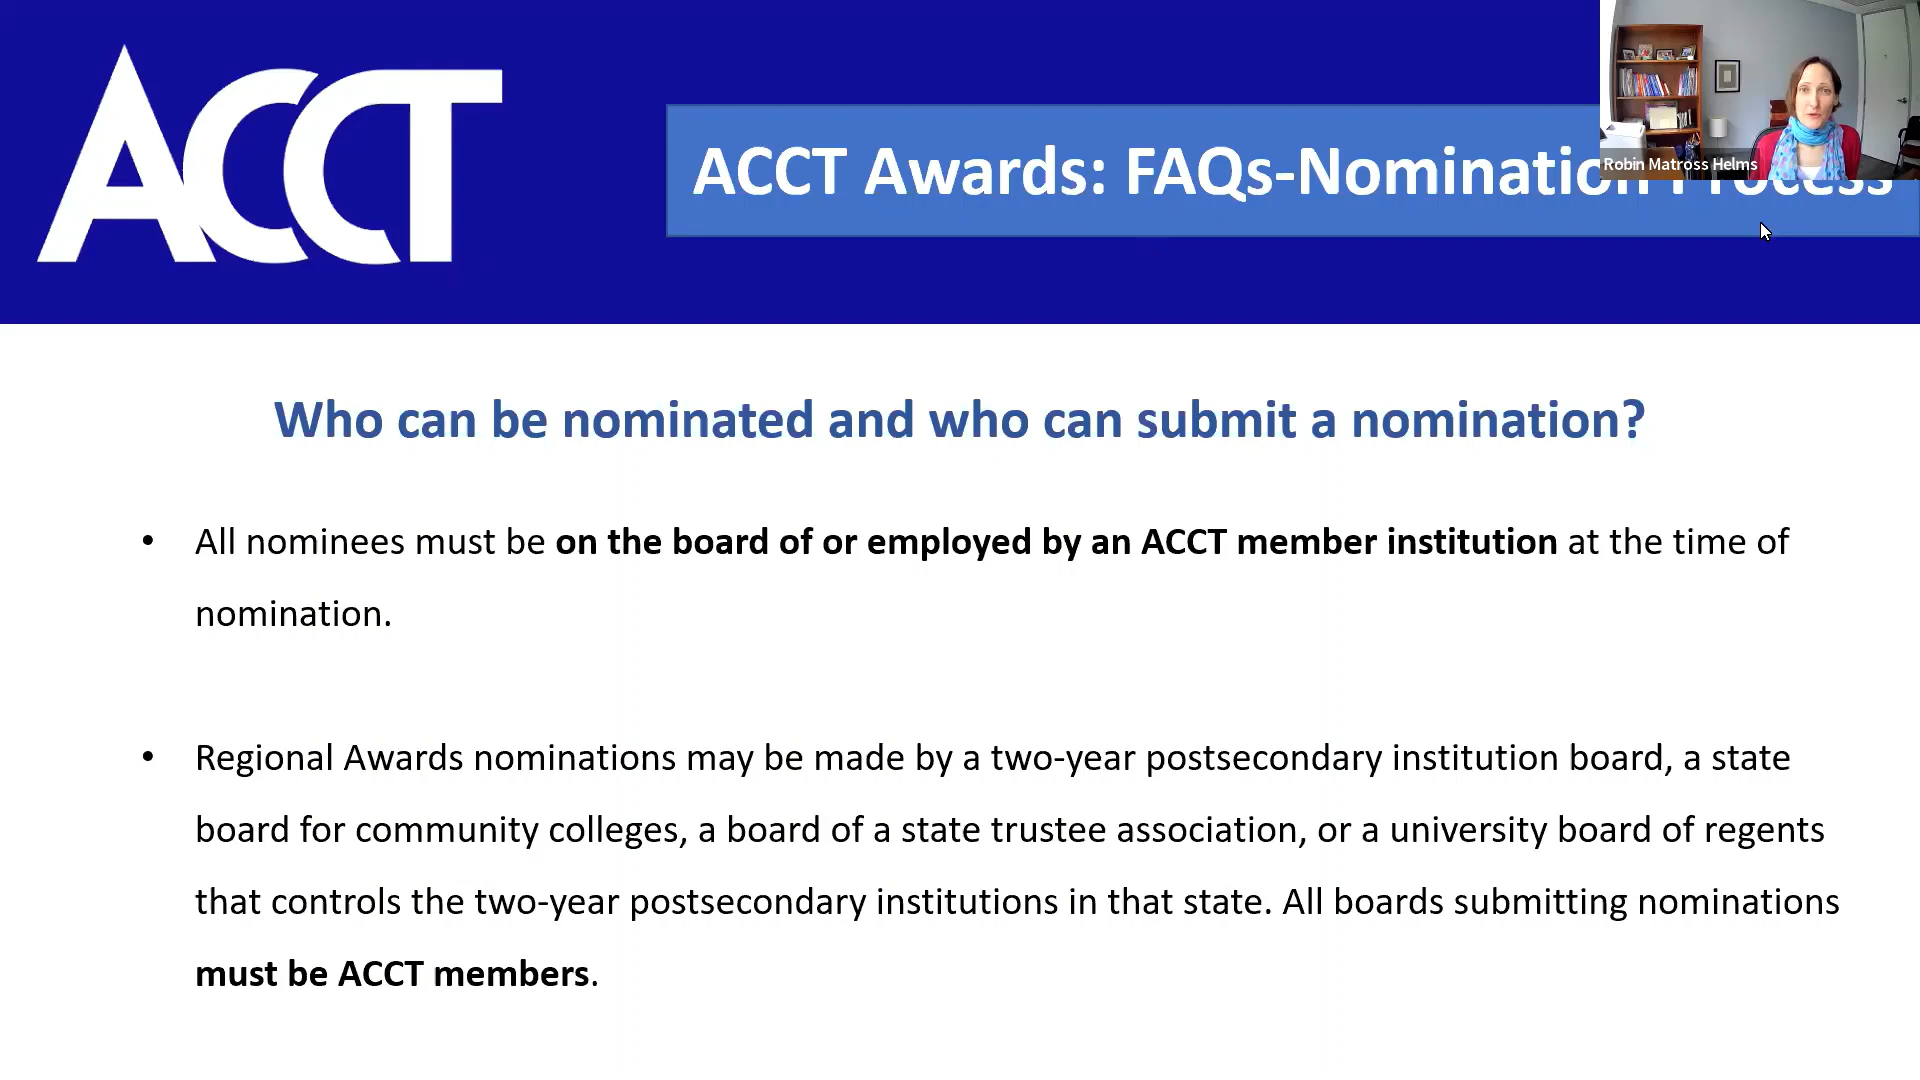 ACCT
ACCT Awards: FAQs-Nomination Process
Robin Matross Helms
Who can be nominated and who can submit a nomination?
• All nominees must be on the board of or employed by an ACCT member institution at the time of
nomination.
• Regional Awards nominations may be made by a two-year postsecondary institution board, a state
board for community colleges, a board of a state trustee association, or a university board of regents
that controls the two-year postsecondary institutions in that state. All boards submitting nominations
must be ACCT members.